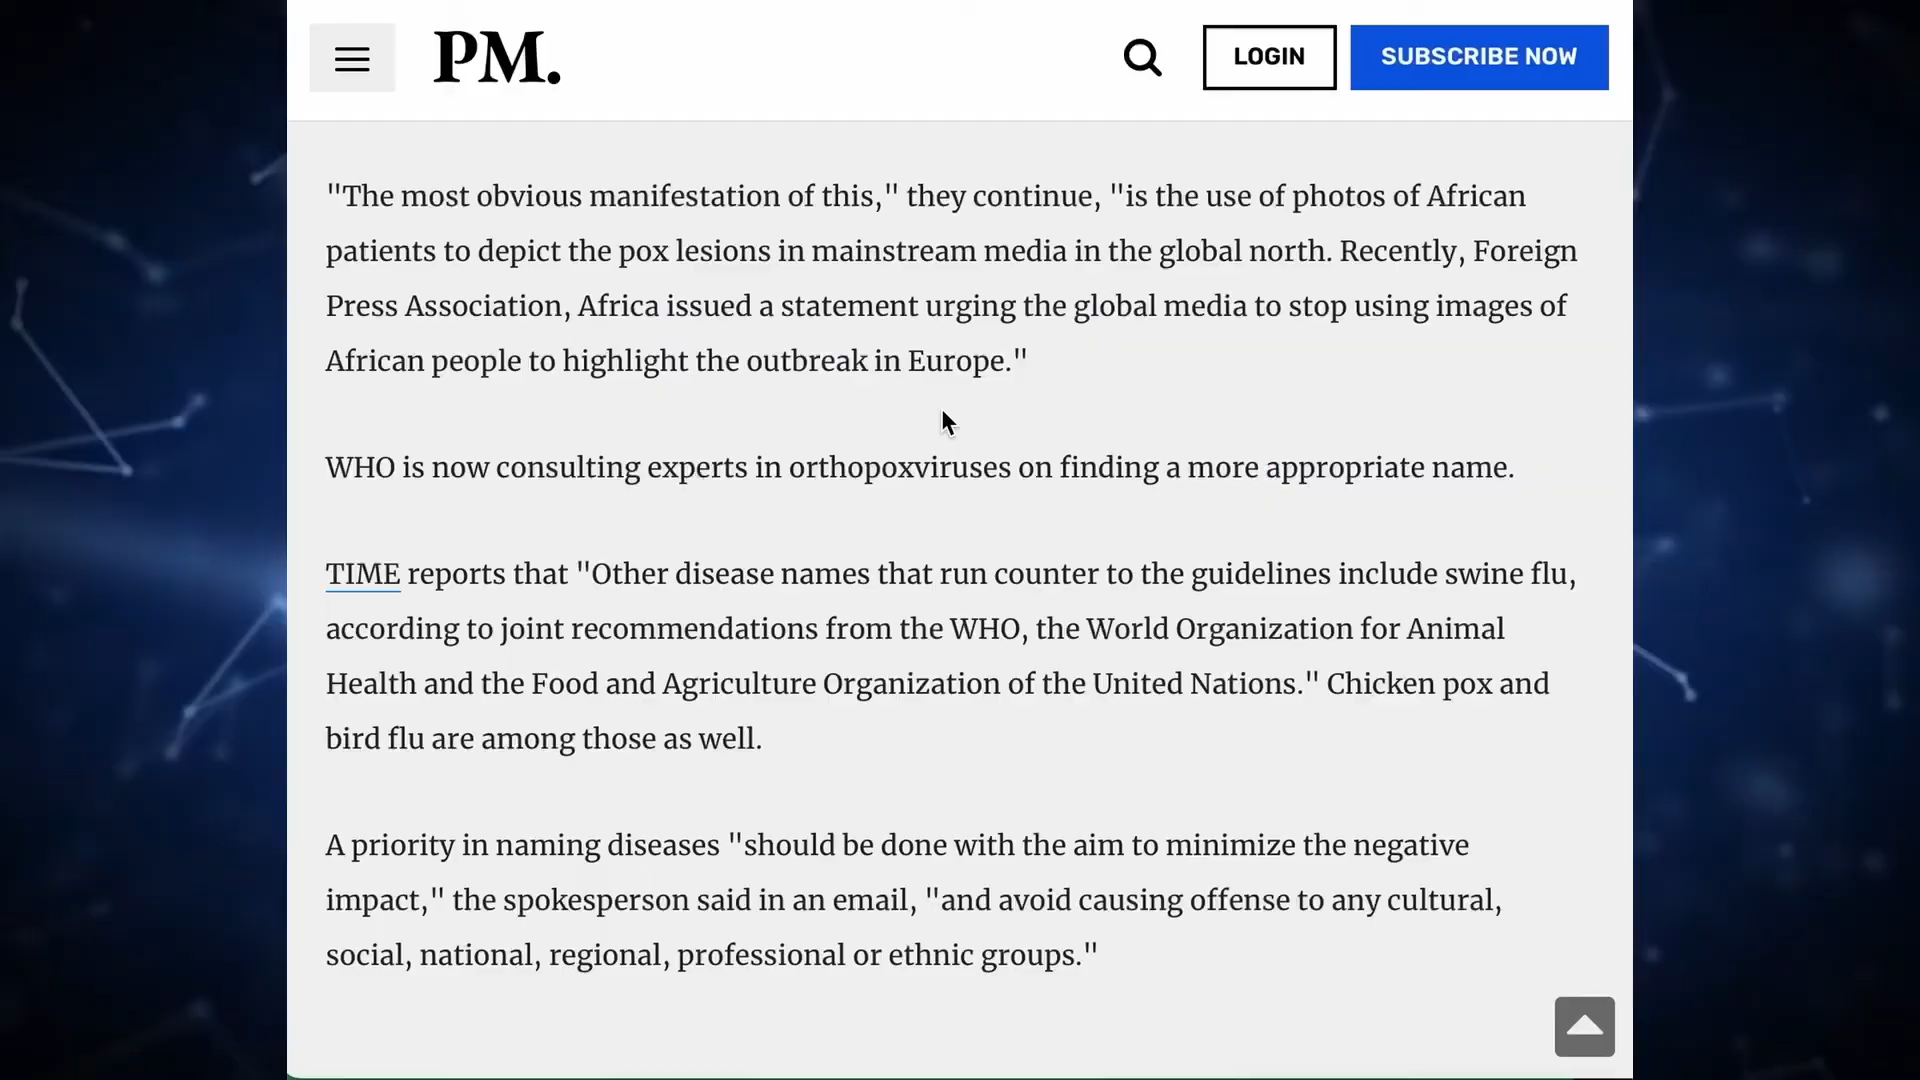 PM.
LOGIN
SUBSCRIBE NOW
"The most obvious manifestation of this," they continue, "is the use of photos of African
patients to depict the pox lesions in mainstream media in the global north. Recently, Foreign
Press Association, Africa issued a statement urging the global media to stop using images of
African people to highlight the outbreak in Europe."
WHO is now consulting experts in orthopoxviruses on finding a more appropriate name.
TIME reports that "Other disease names that run counter to the guidelines include swine flu,
according to joint recommendations from the WHO, the World Organization for Animal
Health and the Food and Agriculture Organization of the United Nations." Chicken pox and
bird flu are among those as well.
A priority in naming diseases "should be done with the aim to minimize the negative
impact," the spokesperson said in an email, "and avoid causing offense to any cultural,
social, national, regional, professional or ethnic groups."